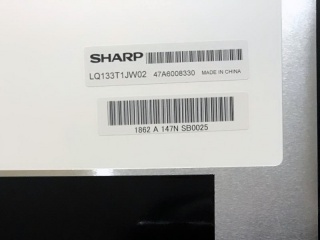 SHARP
LQ133T1JW02 47A6008330 MADE IN CHINA
1862 A 147N SB0025